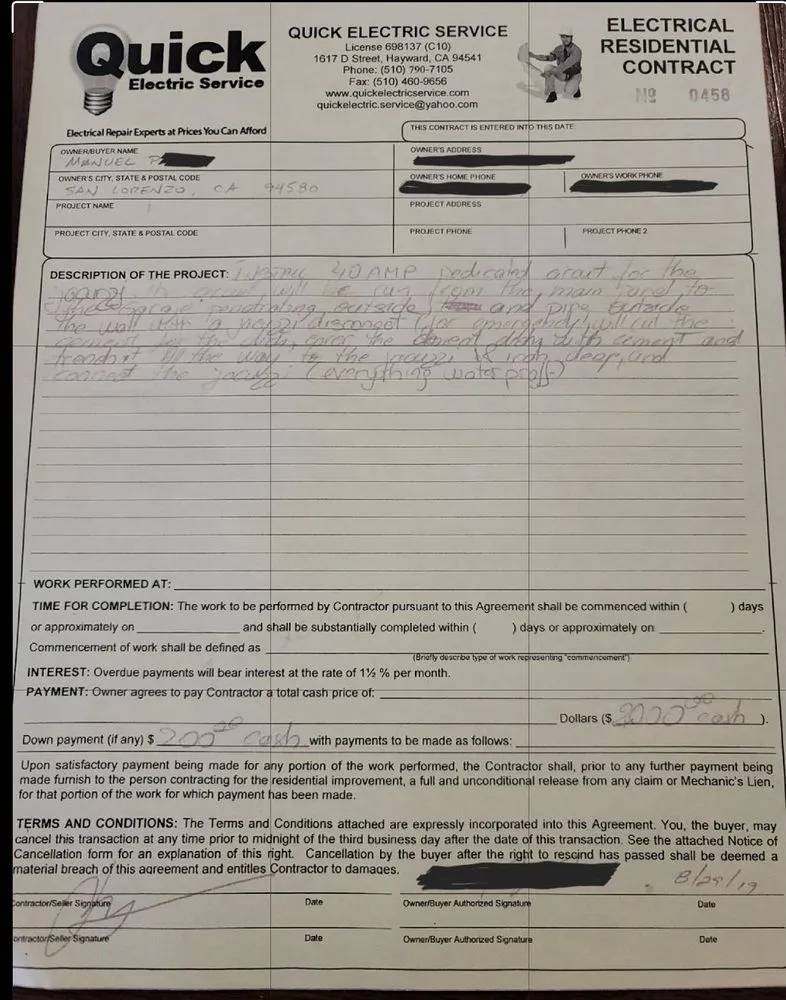 Quick
Electric Service
Electrical Repair Experts at Prices You Can Afford
QUICK ELECTRIC SERVICE
License 698137 (C10)
1617 D Street, Hayward, CA 94541
Phone: (510) 790-7105
Fax: (510) 460-9656
www.quickelectricservice.com
quickelectric.service@yahoo.com
ELECTRICAL
RESIDENTIAL
CONTRACT
Nº 0458
THIS CONTRACT IS ENTERED INTO THIS DATE
OWNER/BUYER NAME
MANUEL P
OWNER'S ADDRESS
OWNER'S CITY, STATE & POSTAL CODE
SAN LORENZO, CA 94580
OWNER'S HOME PHONE
OWNER'S WORK PHONE
PROJECT NAME
PROJECT ADDRESS
PROJECT CITY, STATE & POSTAL CODE
PROJECT PHONE
PROJECT PHONE 2
DESCRIPTION OF THE PROJECT: Install 40 AMP Dedicated for the
will be run from the main panel to
the garage penetrating outside, and pipe outside
the wall with a disconnect (for emergency) will cut the
cement for the ditch, cover the ditch with cement and
trench it all the way to the jacuzzi 18 inch deep, and
connect the jacuzzi (everything water proff)
WORK PERFORMED AT:
TIME FOR COMPLETION: The work to be performed by Contractor pursuant to this Agreement shall be commenced within ( ) days
or approximately on and shall be substantially completed within ( ) days or approximately on .
Commencement of work shall be defined as
(Briefly describe type of work representing "commencement")
INTEREST: Overdue payments will bear interest at the rate of 1½ % per month.
PAYMENT: Owner agrees to pay Contractor a total cash price of:
Dollars ($ 2000.00 cash ).
Down payment (if any) $ 200.00 cash with payments to be made as follows:
Upon satisfactory payment being made for any portion of the work performed, the Contractor shall, prior to any further payment being
made furnish to the person contracting for the residential improvement, a full and unconditional release from any claim or Mechanic's Lien,
for that portion of the work for which payment has been made.
TERMS AND CONDITIONS: The Terms and Conditions attached are expressly incorporated into this Agreement. You, the buyer, may
cancel this transaction at any time prior to midnight of the third business day after the date of this transaction. See the attached Notice of
Cancellation form for an explanation of this right. Cancellation by the buyer after the right to rescind has passed shall be deemed a
material breach of this agreement and entitles Contractor to damages.
8/29/19
Contractor/Seller Signature Date Owner/Buyer Authorized Signature Date
ontractor/Seller Signature Date Owner/Buyer Authorized Signature Date